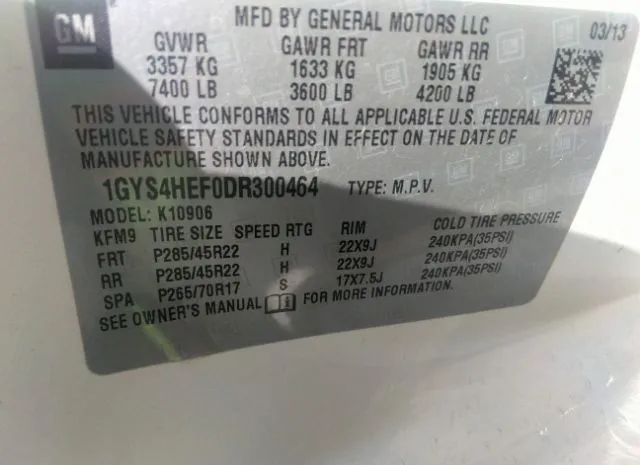 GM
MFD BY GENERAL MOTORS LLC 03/13
GVWR GAWR FRT GAWR RR
3357 KG 1633 KG 1905 KG
7400 LB 3600 LB 4200 LB
THIS VEHICLE CONFORMS TO ALL APPLICABLE U.S. FEDERAL MOTOR
VEHICLE SAFETY STANDARDS IN EFFECT ON THE DATE OF
MANUFACTURE SHOWN ABOVE.
1GYS4HEF0DR300464 TYPE: M.P.V.
MODEL: K10906
KFM9 TIRE SIZE SPEED RTG RIM COLD TIRE PRESSURE
FRT P285/45R22 H 22X9J 240KPA(35PSI)
RR P285/45R22 H 22X9J 240KPA(35PSI)
SPA P265/70R17 S 17X7.5J 240KPA(35PSI)
SEE OWNER'S MANUAL FOR MORE INFORMATION.